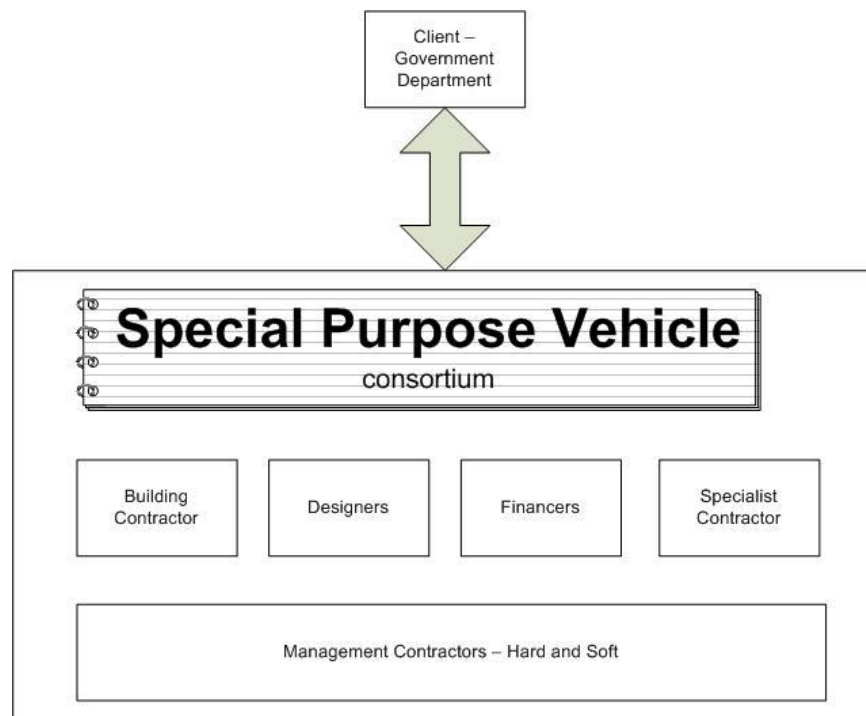 Client –
Government
Department
Special Purpose Vehicle
consortium
Building
Contractor
Designers
Financers
Specialist
Contractor
Management Contractors – Hard and Soft